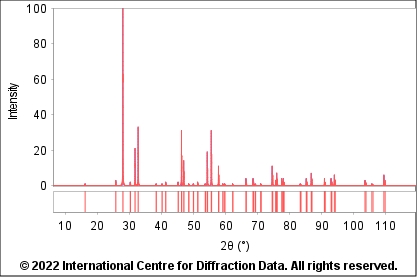 100
80
60
40
20
0
Intensity
10 20 30 40 50 60 70 80 90 100 110
2θ (°)
© 2022 International Centre for Diffraction Data. All rights reserved.